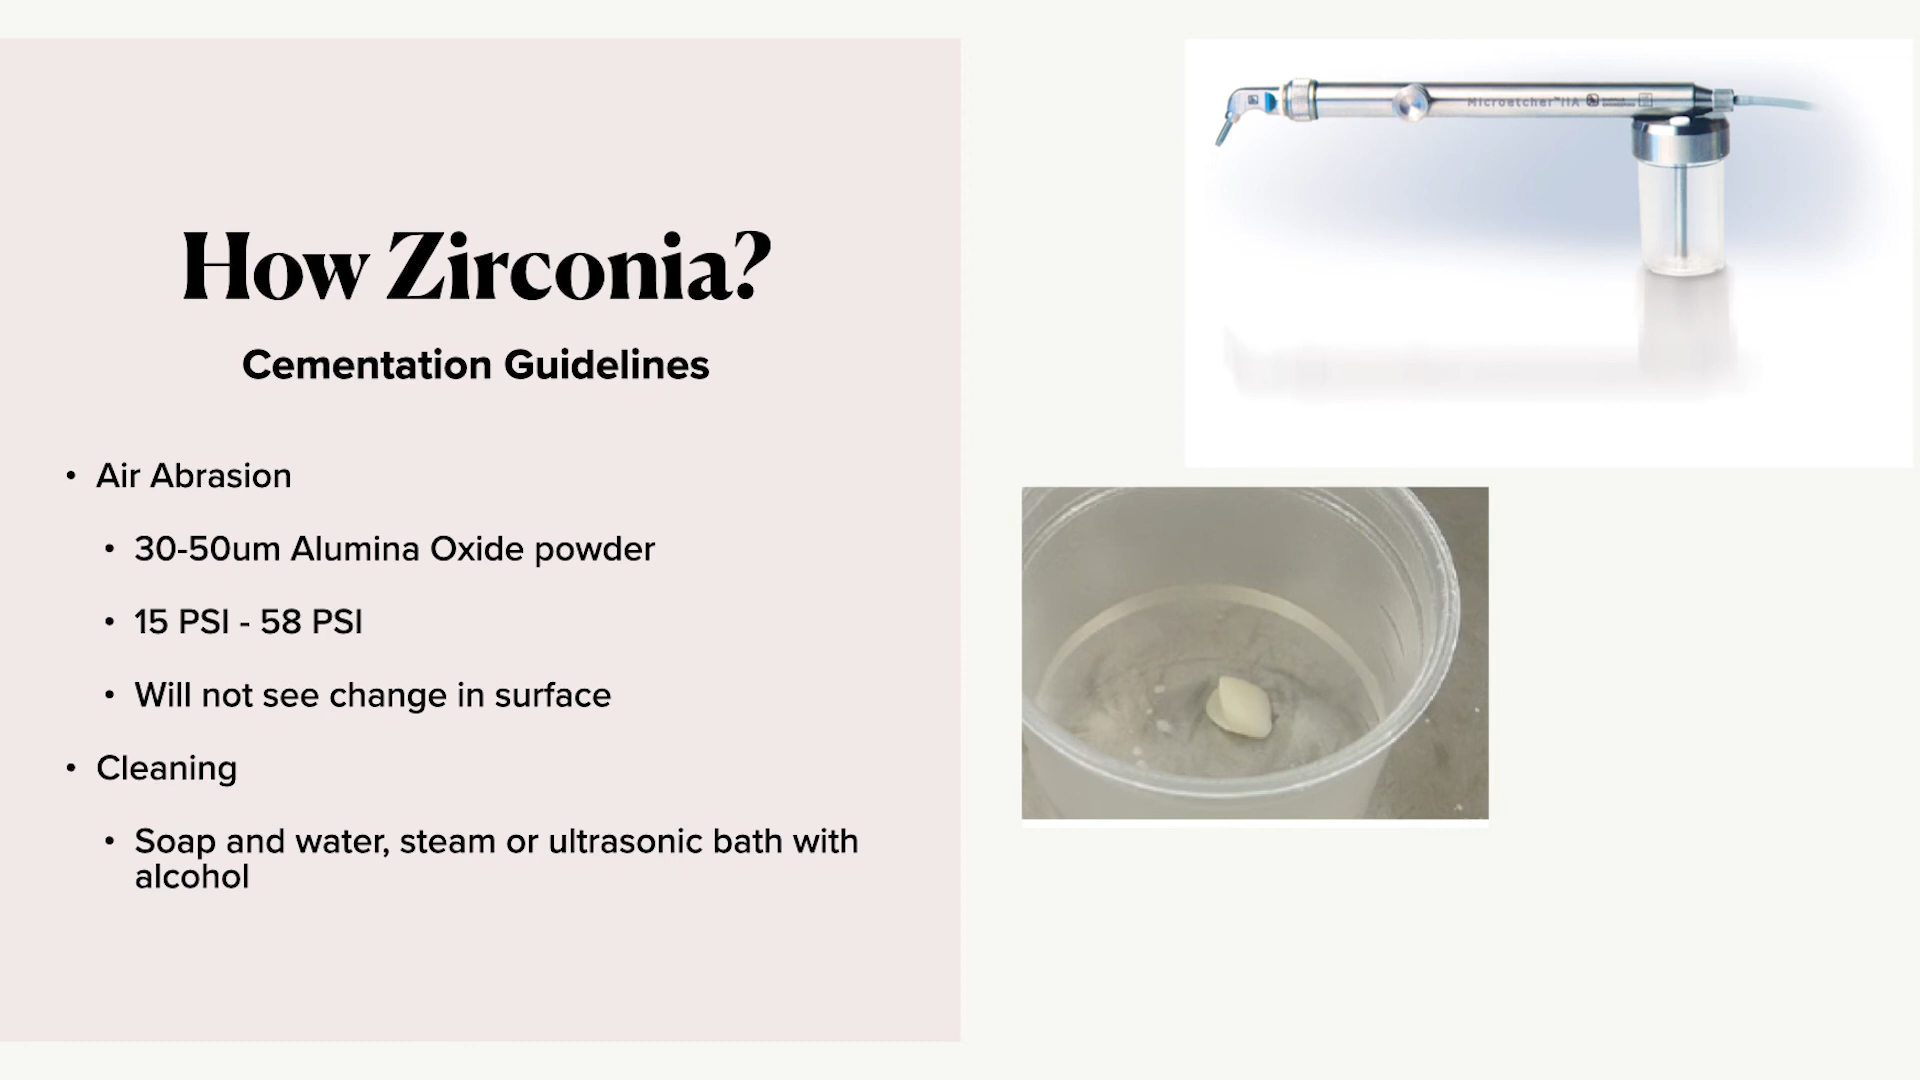 How Zirconia?
Cementation Guidelines
• Air Abrasion
• 30-50um Alumina Oxide powder
• 15 PSI - 58 PSI
• Will not see change in surface
• Cleaning
• Soap and water, steam or ultrasonic bath with
alcohol
Microetcher™IIA